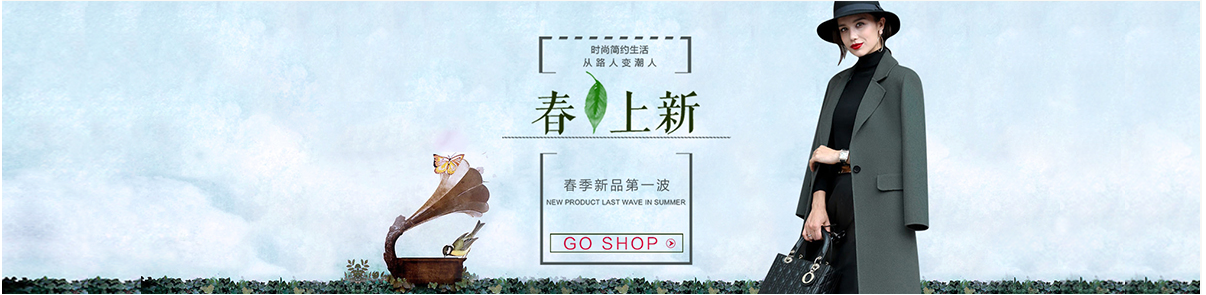 时尚简约生活
从路人变潮人
春上新
春季新品第一波
NEW PRODUCT LAST WAVE IN SUMMER
GO SHOP